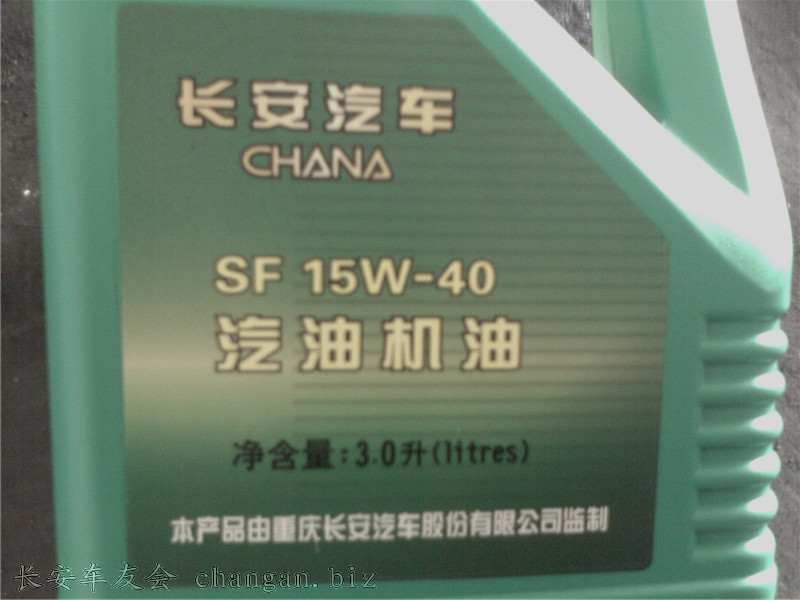 长安汽车
CHANA
SF 15W-40
汽油机油
净含量:3.0升(litres)
本产品由重庆长安汽车股份有限公司监制
长安车友会 changan.biz